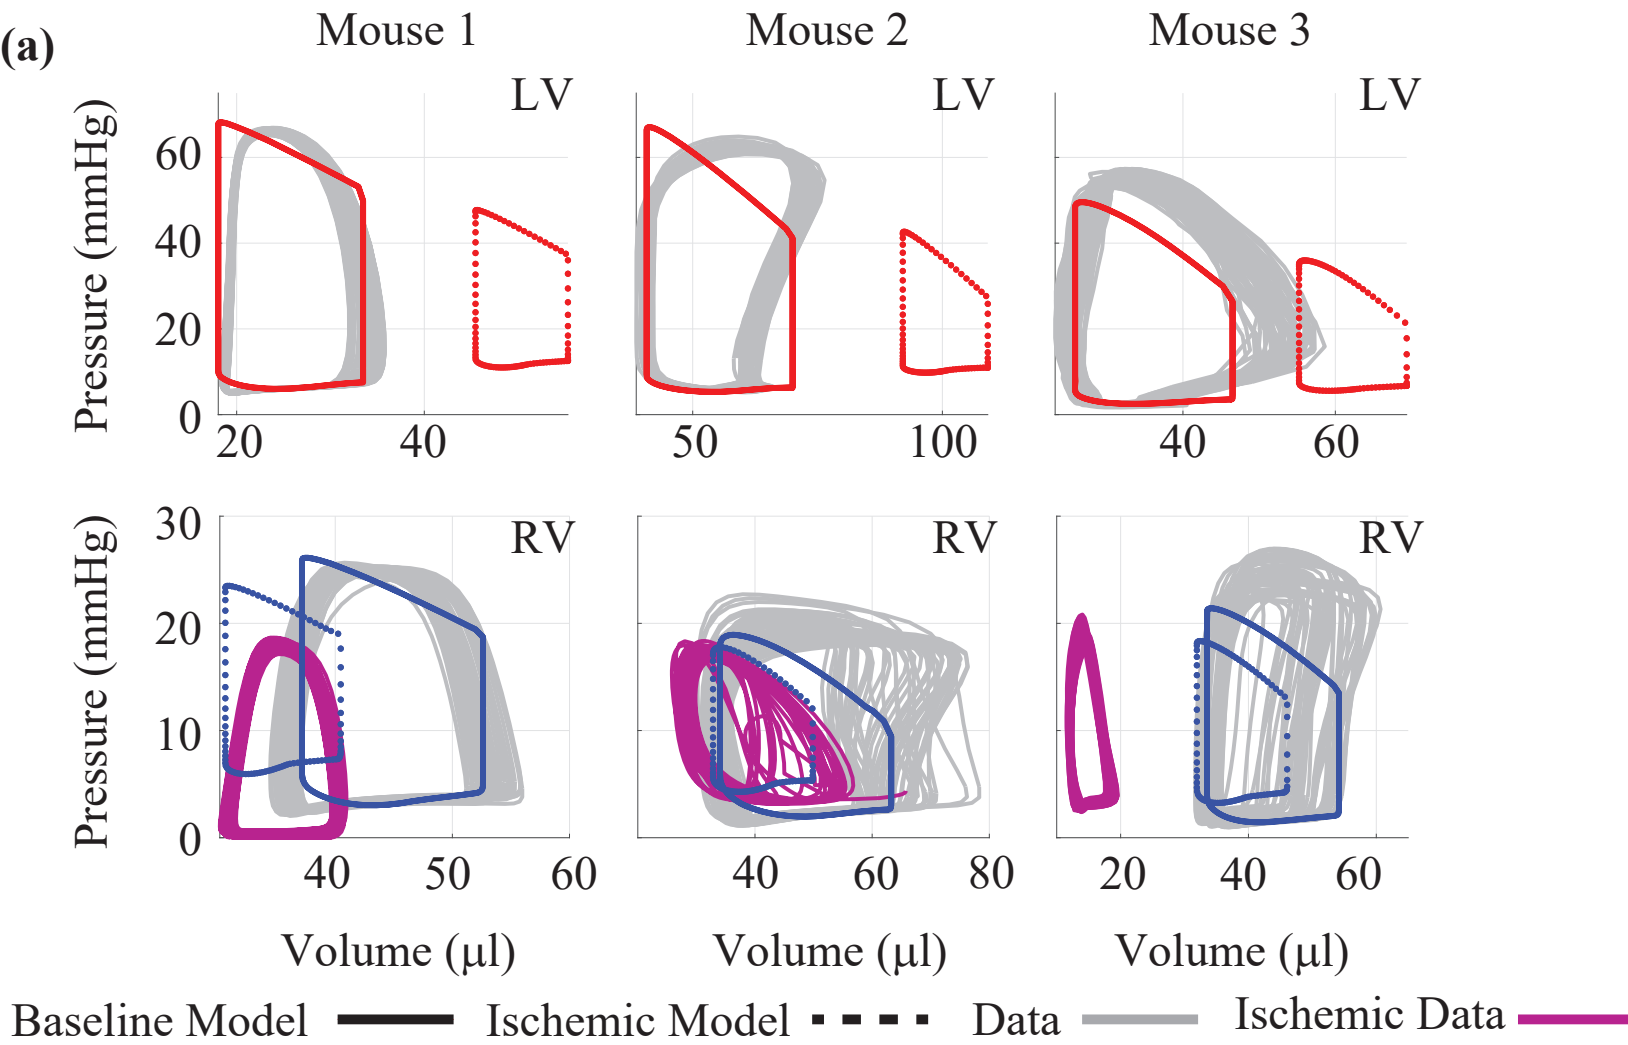 (a) Mouse 1 Mouse 2 Mouse 3
LV LV LV
Pressure (mmHg)
60
40
20
0
20 40 50 100 40 60
RV RV RV
Pressure (mmHg)
30
20
10
0
40 50 60 40 60 80 20 40 60
Volume (μl) Volume (μl) Volume (μl)
Baseline Model Ischemic Model Data Ischemic Data